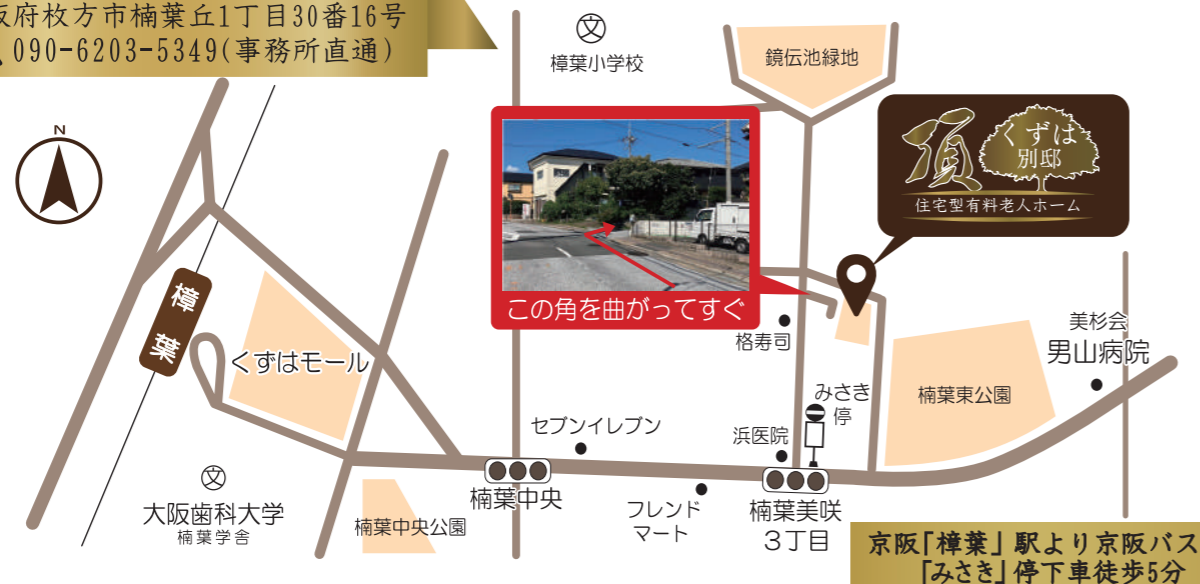 阪府枚方市楠葉丘1丁目30番16号
090-6203-5349(事務所直通)
文
樟葉小学校
鏡伝池緑地
N
頂
くずは
別邸
住宅型有料老人ホーム
この角を曲がってすぐ
樟葉
くずはモール
格寿司
美杉会
男山病院
みさき
停
楠葉東公園
セブンイレブン
浜医院
楠葉中央
フレンド
マート
楠葉美咲
3丁目
文
大阪歯科大学
楠葉学舎
楠葉中央公園
京阪「樟葉」駅より京阪バス
「みさき」停下車徒歩5分